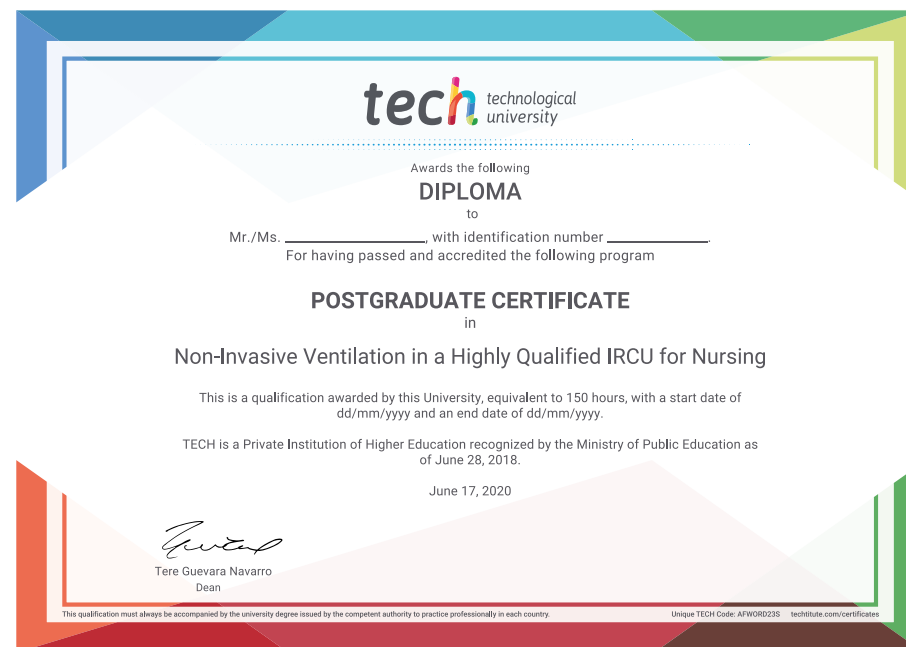 tech technological
university
Awards the following
DIPLOMA
to
Mr./Ms. ____________________, with identification number ______________.
For having passed and accredited the following program
POSTGRADUATE CERTIFICATE
in
Non-Invasive Ventilation in a Highly Qualified IRCU for Nursing
This is a qualification awarded by this University, equivalent to 150 hours, with a start date of
dd/mm/yyyy and an end date of dd/mm/yyyy.
TECH is a Private Institution of Higher Education recognized by the Ministry of Public Education as
of June 28, 2018.
June 17, 2020
Tere Guevara Navarro
Dean
This qualification must always be accompanied by the university degree issued by the competent authority to practice professionally in each country. Unique TECH Code: AFWORD23S techtitute.com/certificates